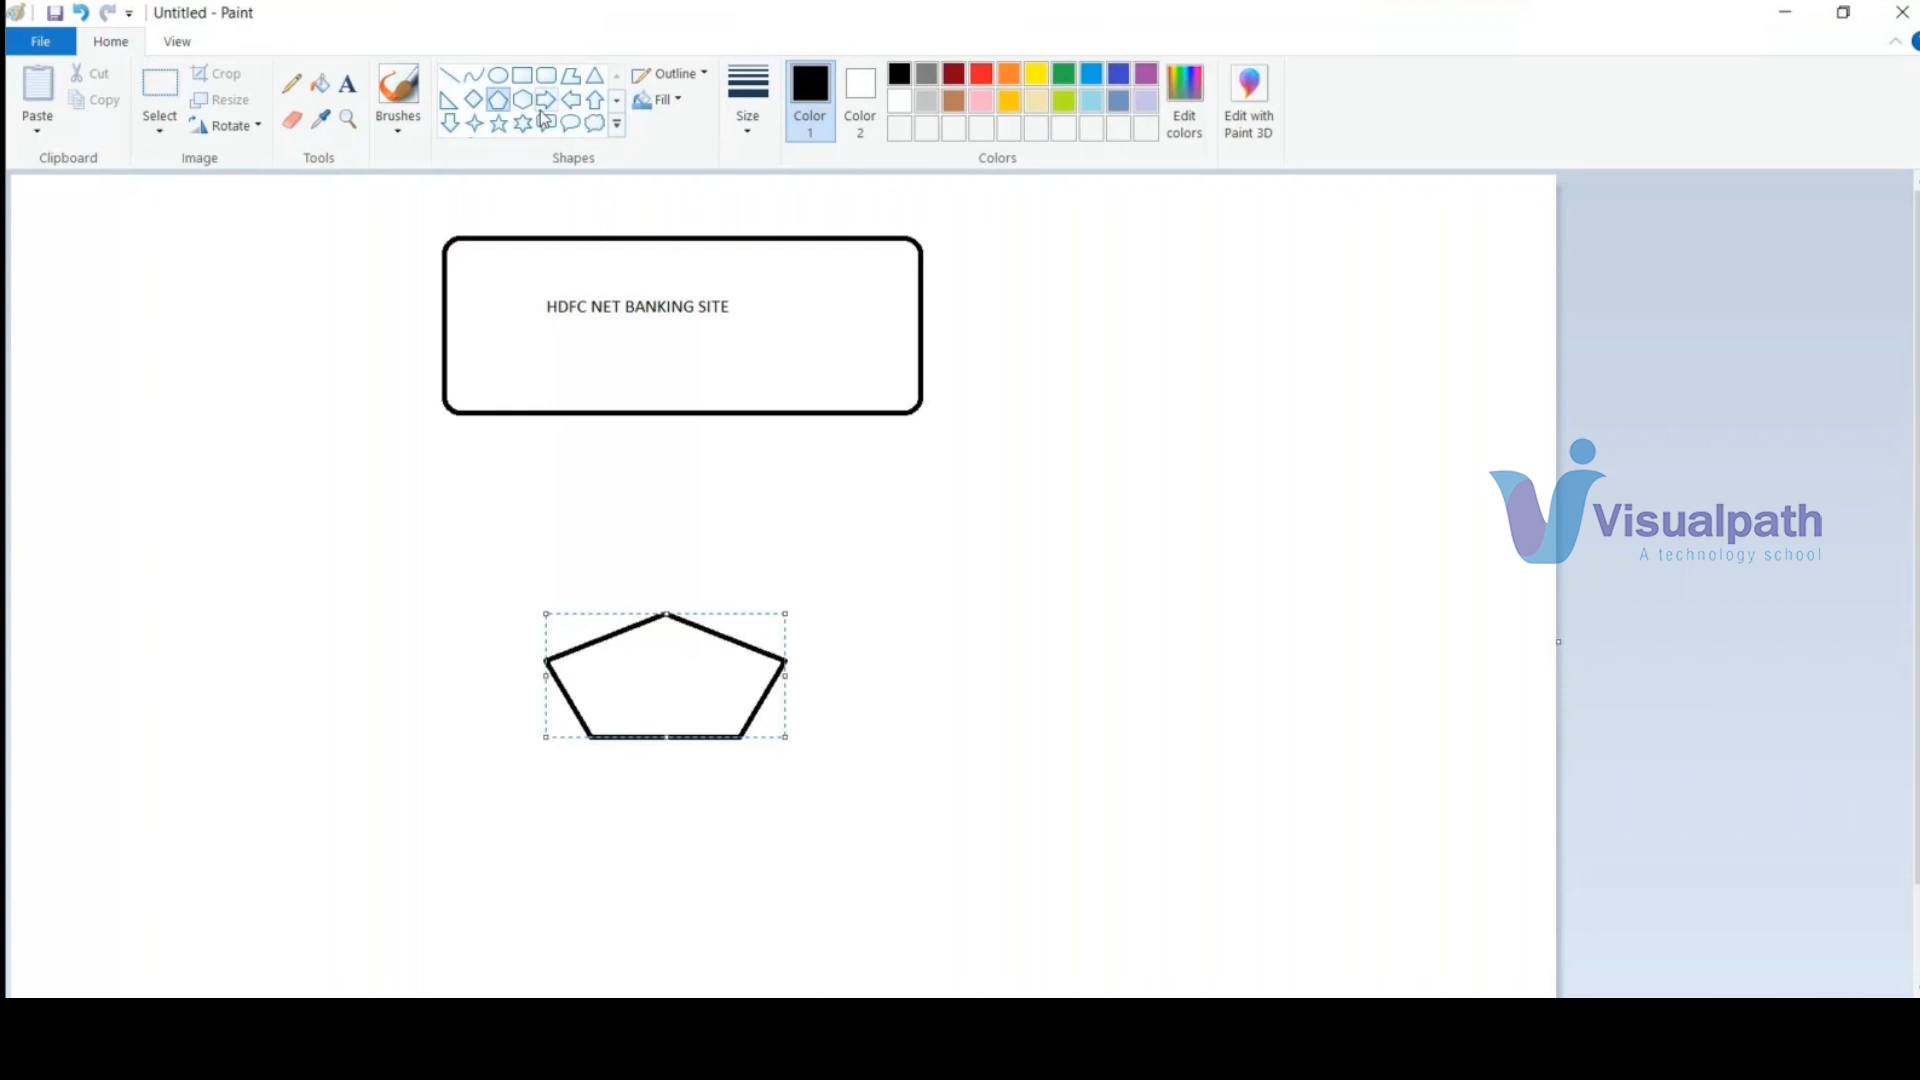 Untitled - Paint
File
Home
View
Paste
Cut
Copy
Clipboard
Select
Crop
Resize
Rotate
Image
A
Tools
Brushes
Outline
Fill
Shapes
Size
Color 1
Color 2
Edit colors
Edit with Paint 3D
Colors
HDFC NET BANKING SITE
Visualpath
A technology school